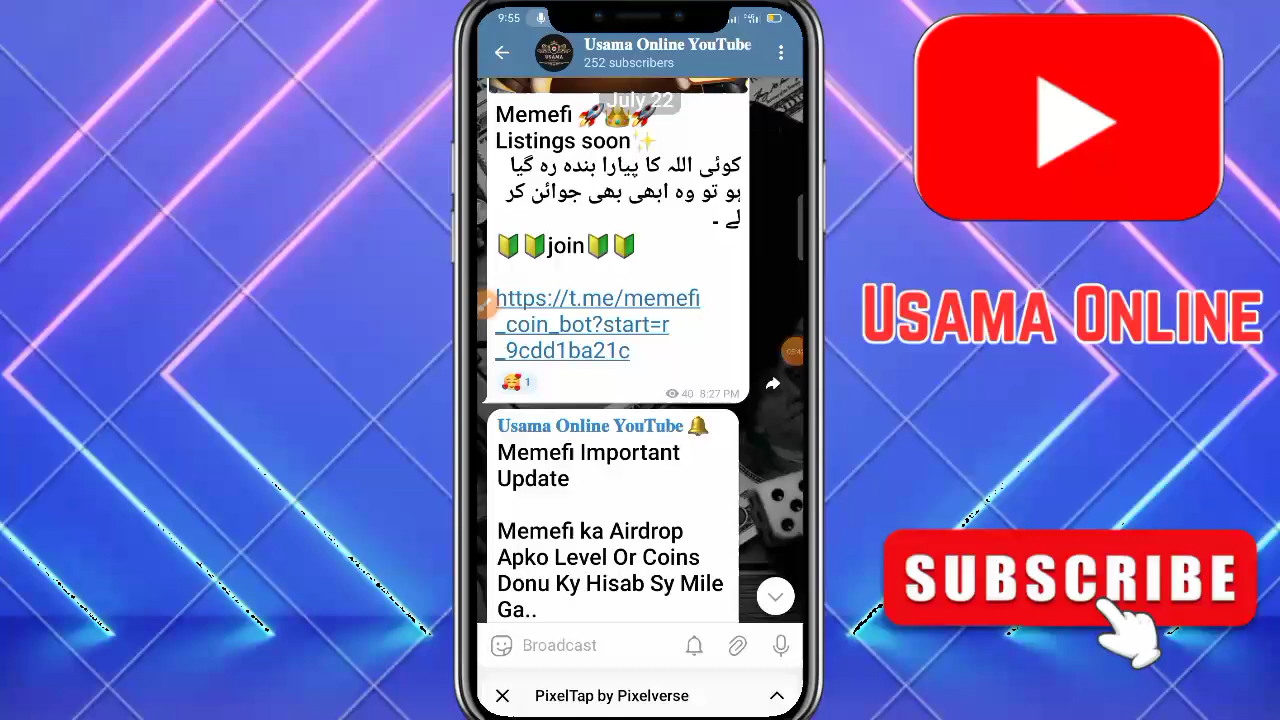 9:55
Usama Online YouTube
252 subscribers
July 22
Memefi 🚀👑🚀
Listings soon✨
کوئی اللہ کا پیارا بندہ رہ گیا
ہو تو وہ ابھی بھی جوائن کر
لے ۔
🔰🔰join🔰🔰
https://t.me/memefi
_coin_bot?start=r
_9cdd1ba21c
🥰 1
40 8:27 PM
Usama Online YouTube 🔔
Memefi Important
Update
Memefi ka Airdrop
Apko Level Or Coins
Donu Ky Hisab Sy Mile
Ga..
Broadcast
PixelTap by Pixelverse
Usama Online
SUBSCRIBE